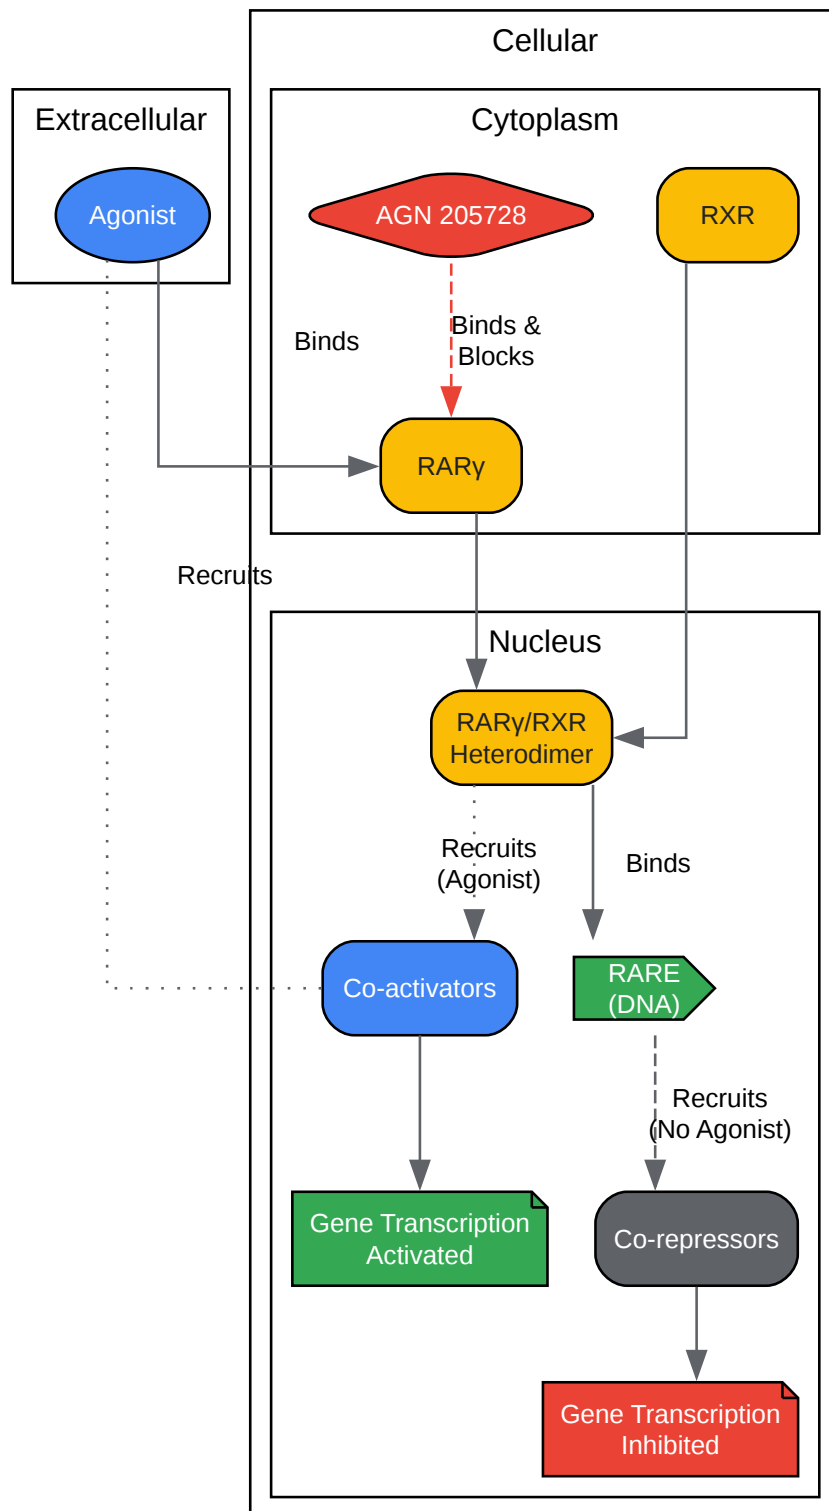 Cellular
Extracellular
Cytoplasm
Agonist
AGN 205728
RXR
Binds
Binds &
Blocks
RARγ
Recruits
Nucleus
RARγ/RXR
Heterodimer
Recruits
(Agonist)
Binds
Co-activators
RARE
(DNA)
Recruits
(No Agonist)
Gene Transcription
Activated
Co-repressors
Gene Transcription
Inhibited